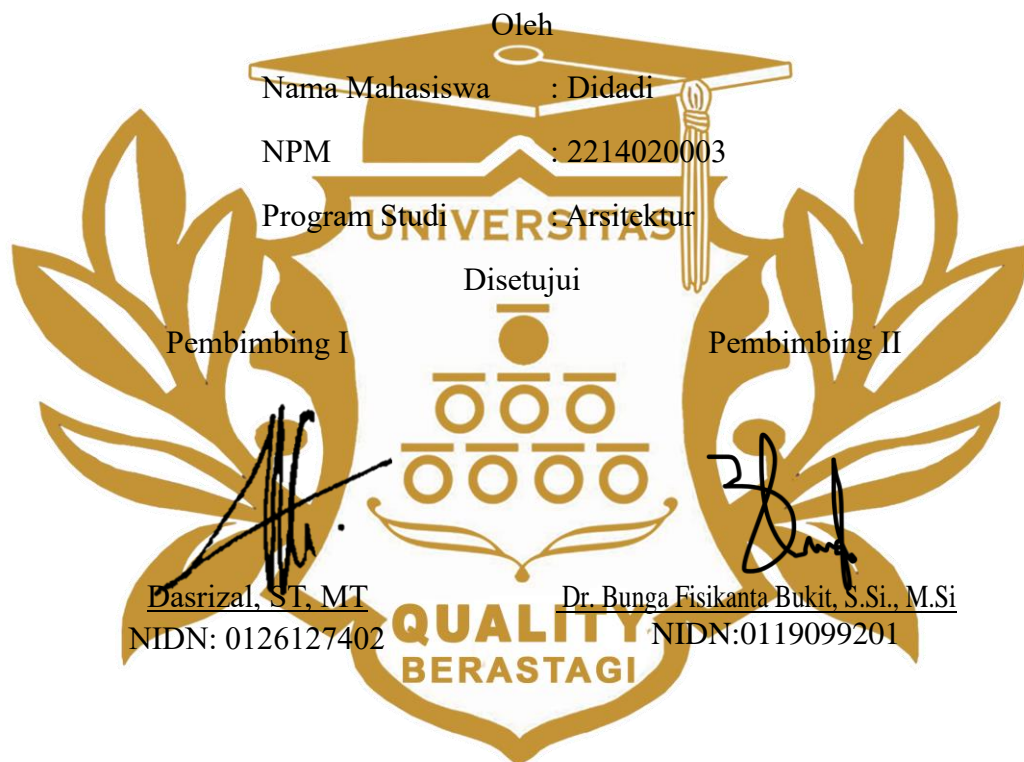 Oleh
Nama Mahasiswa : Didadi
NPM : 2214020003
Program Studi : Arsitektur
UNIVERSITAS
Disetujui
Pembimbing I Pembimbing II
Dasrizal, ST, MT Dr. Bunga Fisikanta Bukit, S.Si., M.Si
NIDN: 0126127402 NIDN:0119099201
QUALITY
BERASTAGI